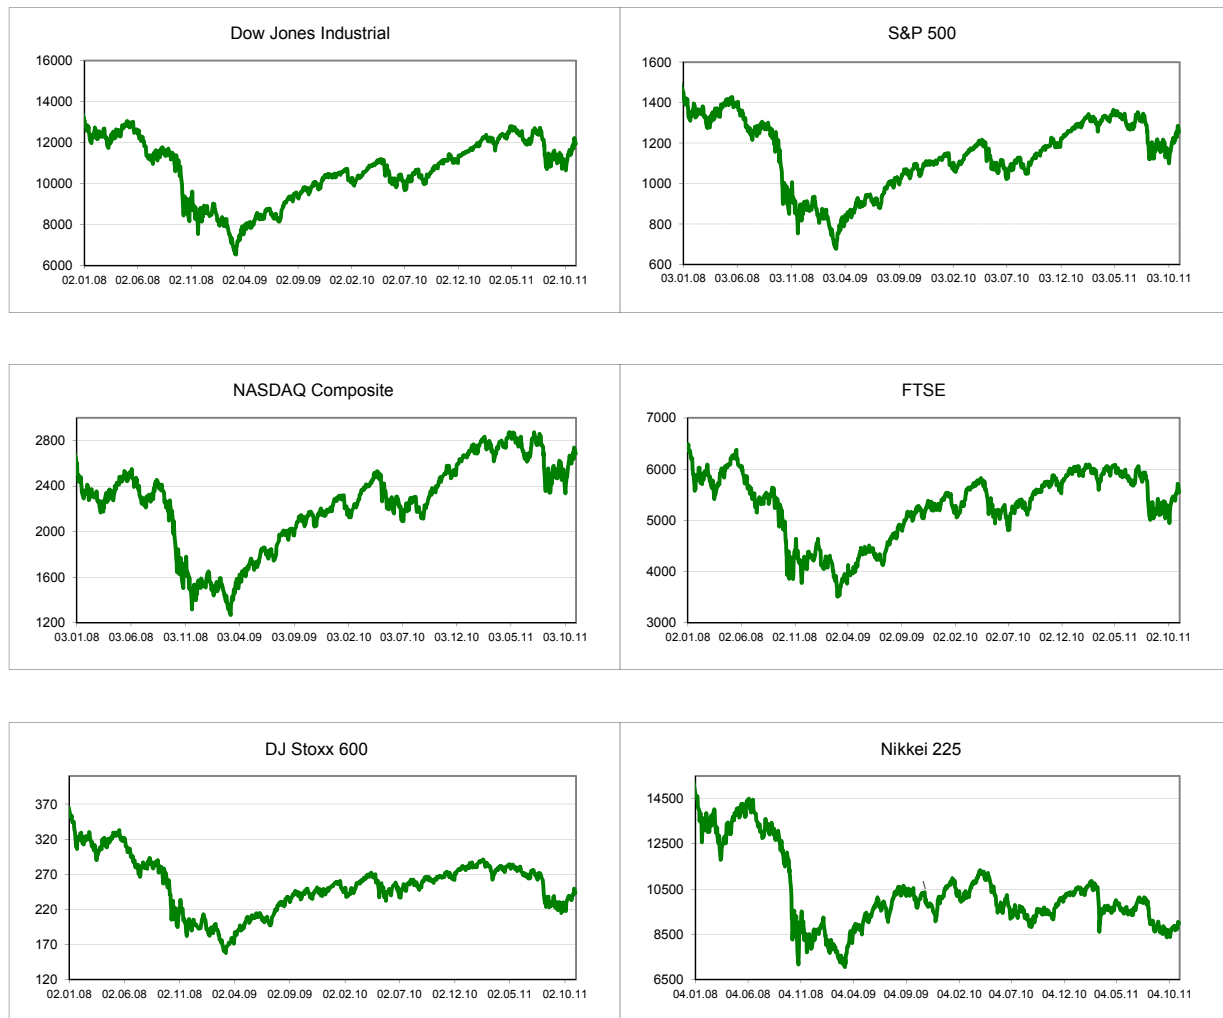 Dow Jones Industrial
16000
14000
12000
10000
8000
6000
02.01.08 02.06.08 02.11.08 02.04.09 02.09.09 02.02.10 02.07.10 02.12.10 02.05.11 02.10.11
S&P 500
1600
1400
1200
1000
800
600
03.01.08 03.06.08 03.11.08 03.04.09 03.09.09 03.02.10 03.07.10 03.12.10 03.05.11 03.10.11
NASDAQ Composite
2800
2400
2000
1600
1200
03.01.08 03.06.08 03.11.08 03.04.09 03.09.09 03.02.10 03.07.10 03.12.10 03.05.11 03.10.11
FTSE
7000
6000
5000
4000
3000
02.01.08 02.06.08 02.11.08 02.04.09 02.09.09 02.02.10 02.07.10 02.12.10 02.05.11 02.10.11
DJ Stoxx 600
370
320
270
220
170
120
02.01.08 02.06.08 02.11.08 02.04.09 02.09.09 02.02.10 02.07.10 02.12.10 02.05.11 02.10.11
Nikkei 225
14500
12500
10500
8500
6500
04.01.08 04.06.08 04.11.08 04.04.09 04.09.09 04.02.10 04.07.10 04.12.10 04.05.11 04.10.11